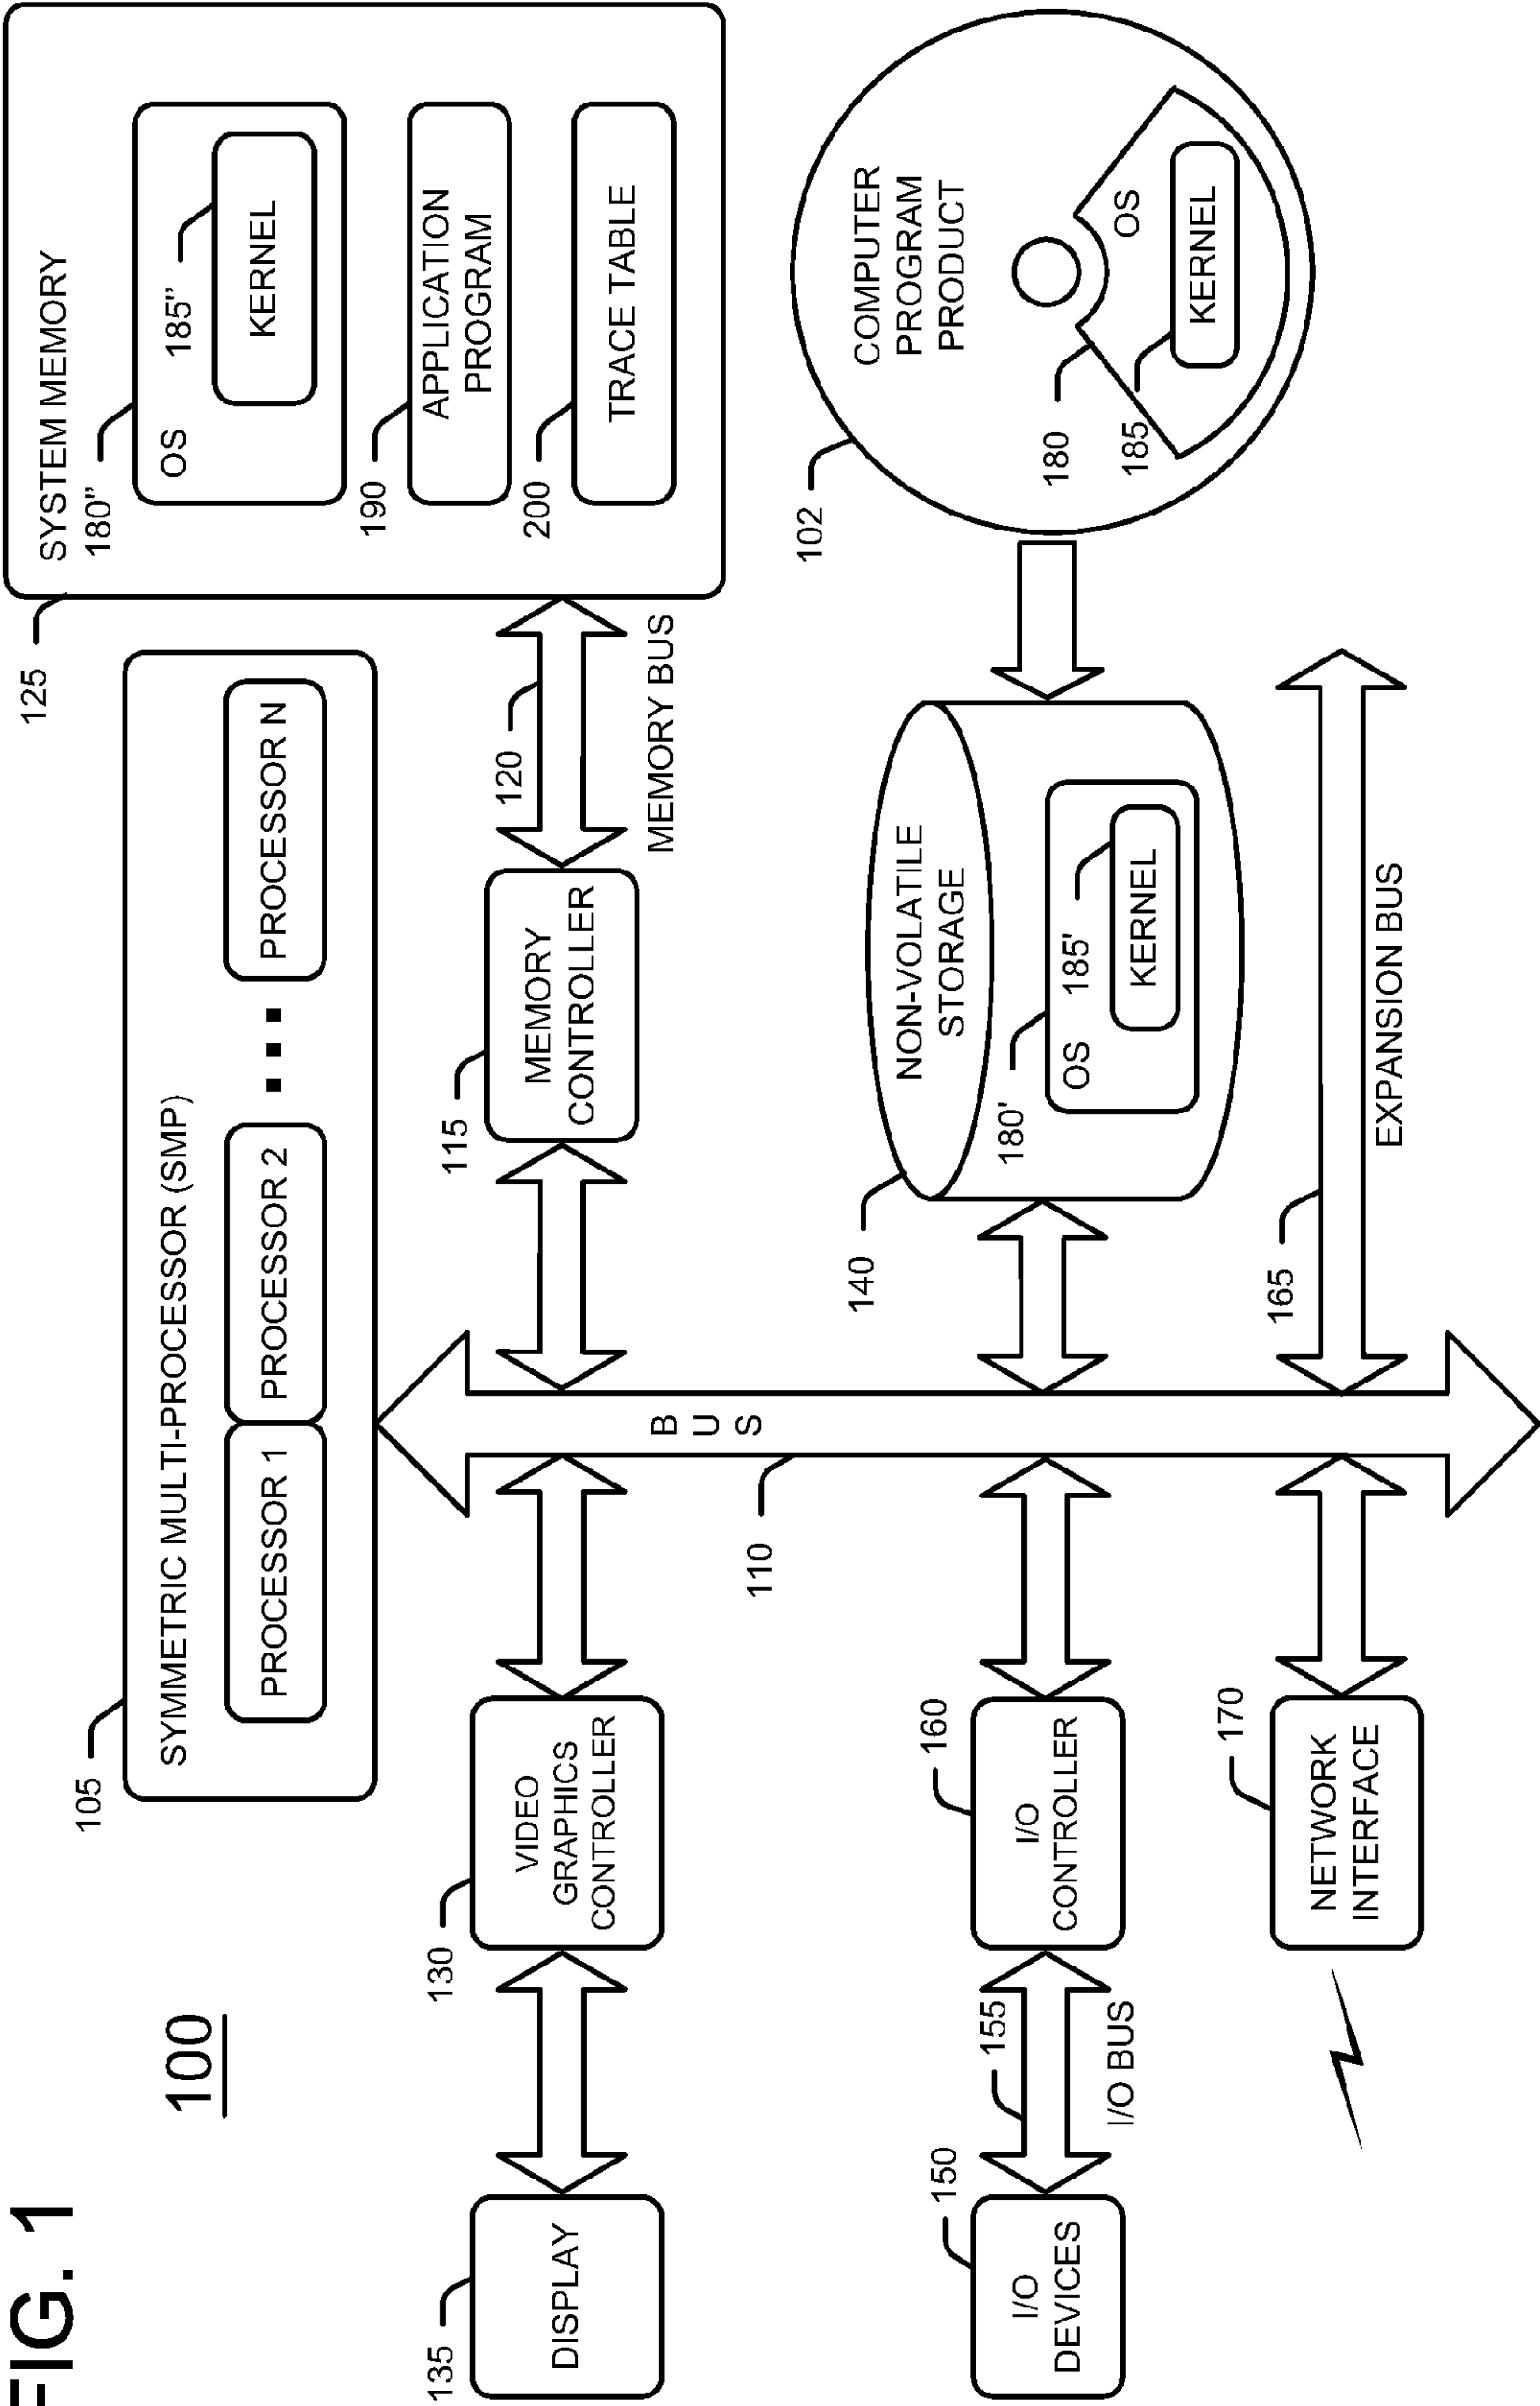 FIG. 1
100
105
SYMMETRIC MULTI-PROCESSOR (SMP)
PROCESSOR 1
PROCESSOR 2
PROCESSOR N
125
SYSTEM MEMORY
180”
OS
185”
KERNEL
190
APPLICATION
PROGRAM
200
TRACE TABLE
135
DISPLAY
130
VIDEO
GRAPHICS
CONTROLLER
115
MEMORY
CONTROLLER
120
MEMORY BUS
B
U
S
110
102
COMPUTER
PROGRAM
PRODUCT
180
OS
185
KERNEL
140
NON-VOLATILE
STORAGE
180'
OS
185'
KERNEL
150
I/O
DEVICES
155
I/O BUS
160
I/O
CONTROLLER
170
NETWORK
INTERFACE
165
EXPANSION BUS